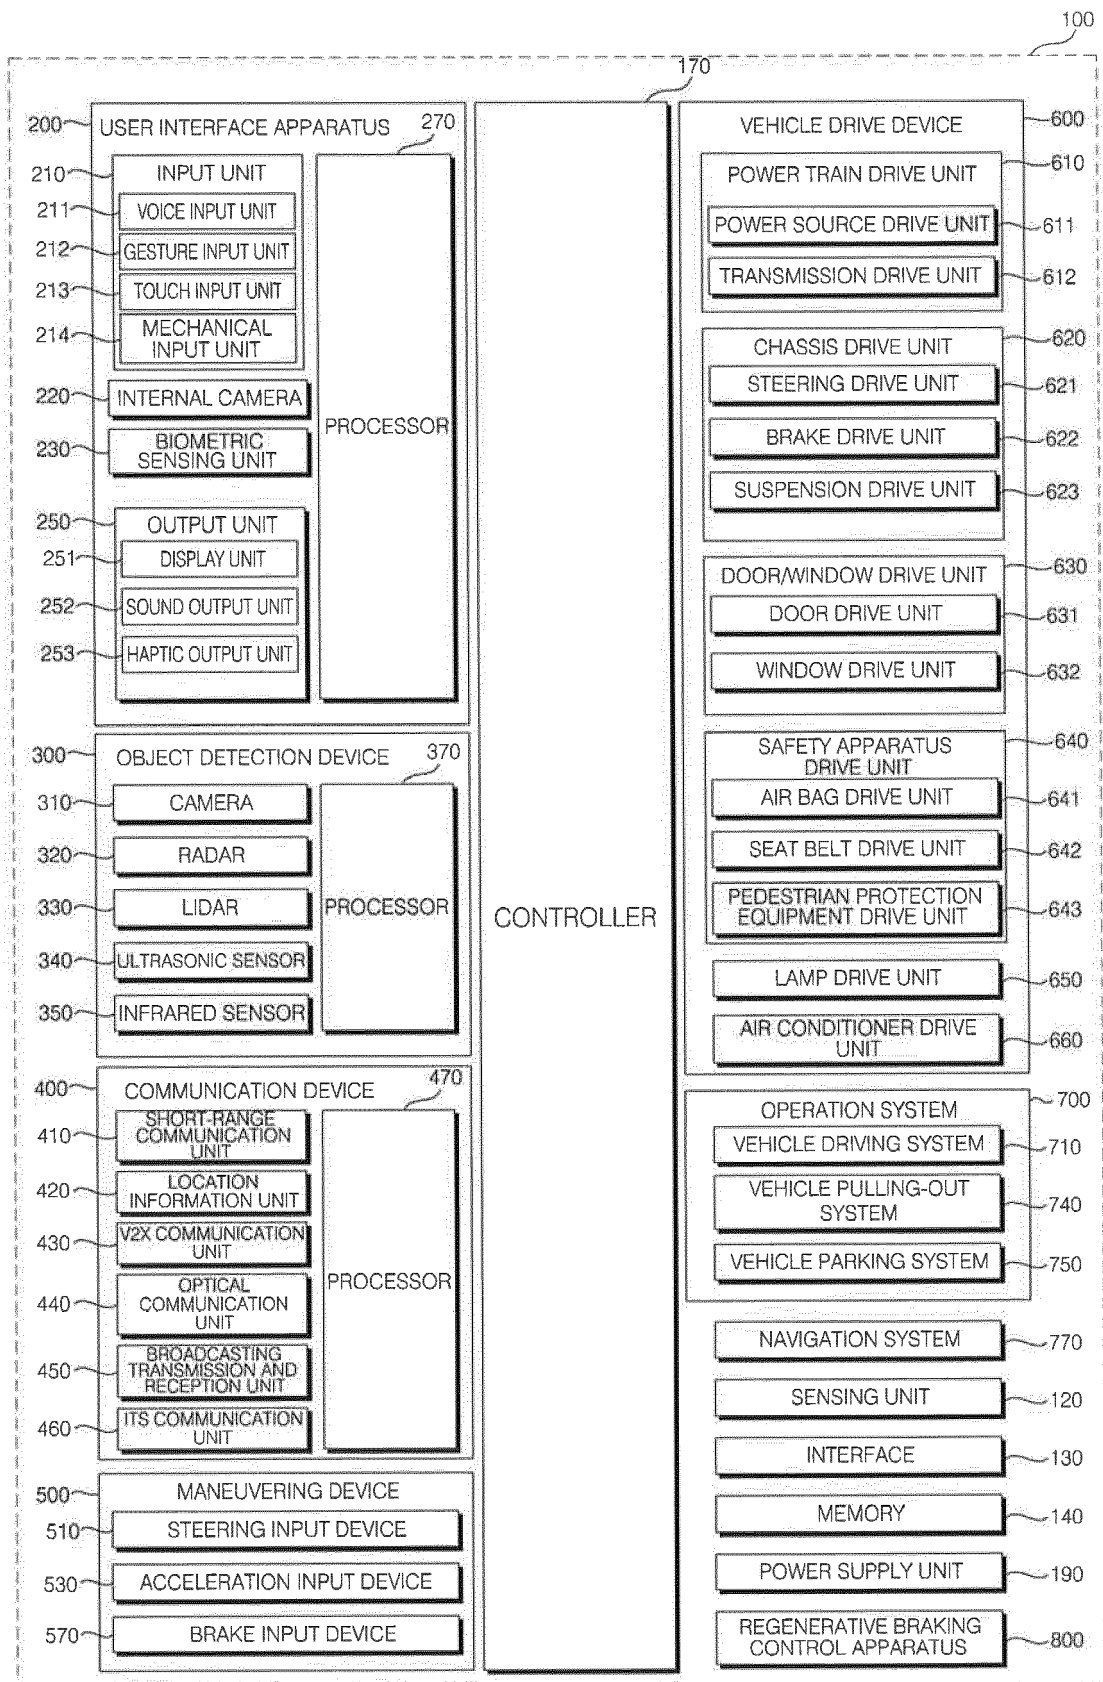 100
170
200
USER INTERFACE APPARATUS
270
210
INPUT UNIT
211
VOICE INPUT UNIT
212
GESTURE INPUT UNIT
213
TOUCH INPUT UNIT
214
MECHANICAL
INPUT UNIT
220
INTERNAL CAMERA
230
BIOMETRIC
SENSING UNIT
PROCESSOR
250
OUTPUT UNIT
251
DISPLAY UNIT
252
SOUND OUTPUT UNIT
253
HAPTIC OUTPUT UNIT
300
OBJECT DETECTION DEVICE
370
310
CAMERA
320
RADAR
330
LIDAR
340
ULTRASONIC SENSOR
350
INFRARED SENSOR
PROCESSOR
400
COMMUNICATION DEVICE
470
410
SHORT-RANGE
COMMUNICATION
UNIT
420
LOCATION
INFORMATION UNIT
430
V2X COMMUNICATION
UNIT
440
OPTICAL
COMMUNICATION
UNIT
450
BROADCASTING
TRANSMISSION AND
RECEPTION UNIT
460
ITS COMMUNICATION
UNIT
PROCESSOR
500
MANEUVERING DEVICE
510
STEERING INPUT DEVICE
530
ACCELERATION INPUT DEVICE
570
BRAKE INPUT DEVICE
CONTROLLER
VEHICLE DRIVE DEVICE
600
POWER TRAIN DRIVE UNIT
610
POWER SOURCE DRIVE UNIT
611
TRANSMISSION DRIVE UNIT
612
CHASSIS DRIVE UNIT
620
STEERING DRIVE UNIT
621
BRAKE DRIVE UNIT
622
SUSPENSION DRIVE UNIT
623
DOOR/WINDOW DRIVE UNIT
630
DOOR DRIVE UNIT
631
WINDOW DRIVE UNIT
632
SAFETY APPARATUS
DRIVE UNIT
640
AIR BAG DRIVE UNIT
641
SEAT BELT DRIVE UNIT
642
PEDESTRIAN PROTECTION
EQUIPMENT DRIVE UNIT
643
LAMP DRIVE UNIT
650
AIR CONDITIONER DRIVE
UNIT
660
OPERATION SYSTEM
700
VEHICLE DRIVING SYSTEM
710
VEHICLE PULLING-OUT
SYSTEM
740
VEHICLE PARKING SYSTEM
750
NAVIGATION SYSTEM
770
SENSING UNIT
120
INTERFACE
130
MEMORY
140
POWER SUPPLY UNIT
190
REGENERATIVE BRAKING
CONTROL APPARATUS
800